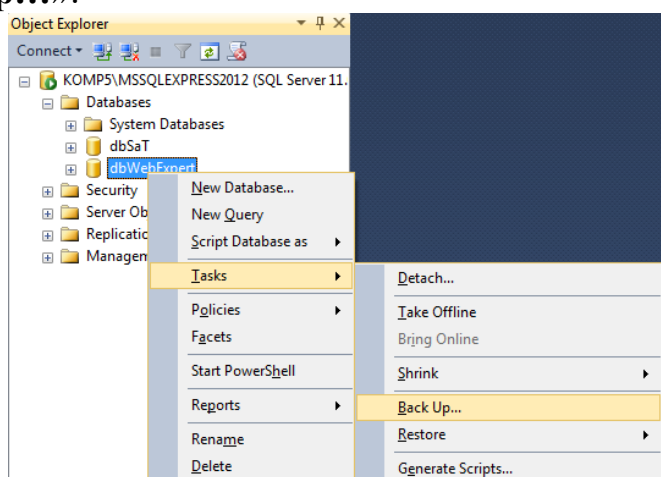 Object Explorer
Connect
KOMP5\MSSQLEXPRESS2012 (SQL Server 11.
Databases
System Databases
dbSaT
dbWebExpert
Security
Server Ob
Replicatic
Managem
New Database...
New Query
Script Database as
Tasks
Policies
Facets
Start PowerShell
Reports
Rename
Delete
Detach...
Take Offline
Bring Online
Shrink
Back Up...
Restore
Generate Scripts...